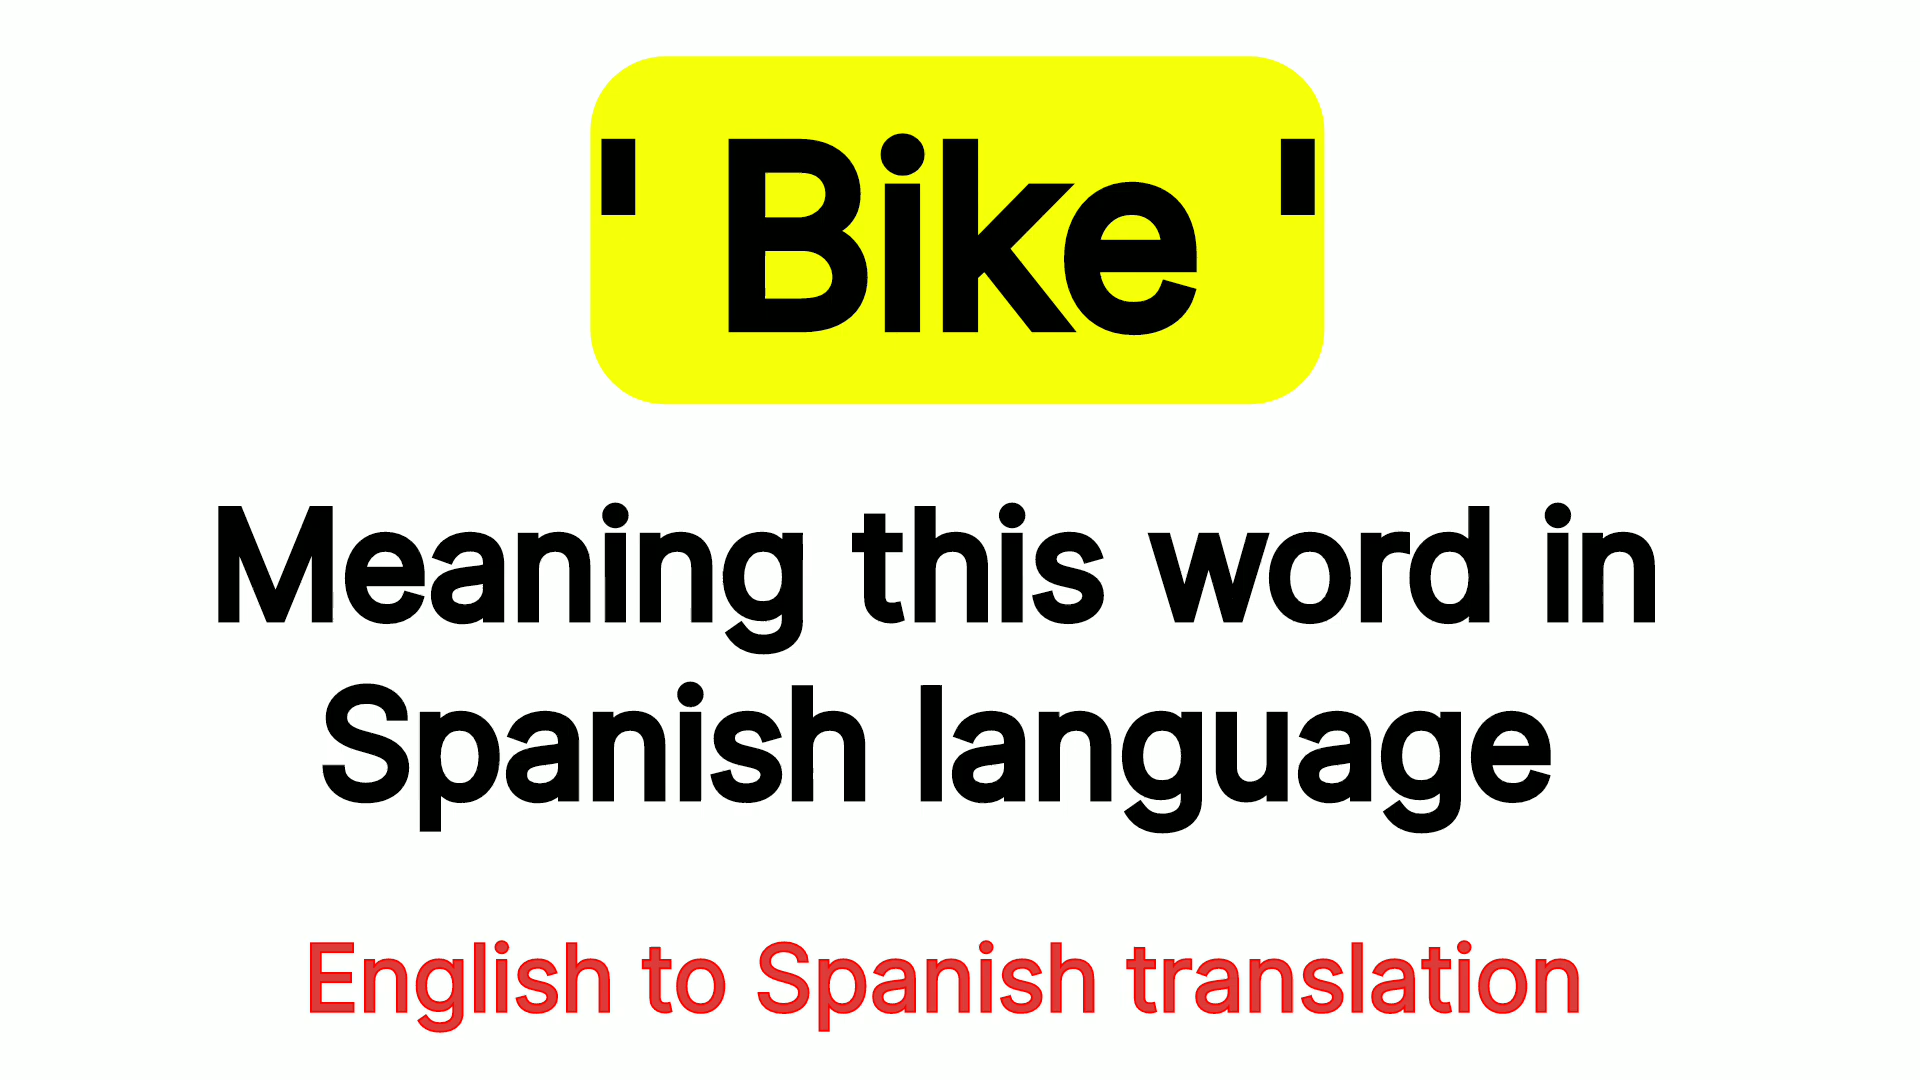 ' Bike '
Meaning this word in
Spanish language
English to Spanish translation